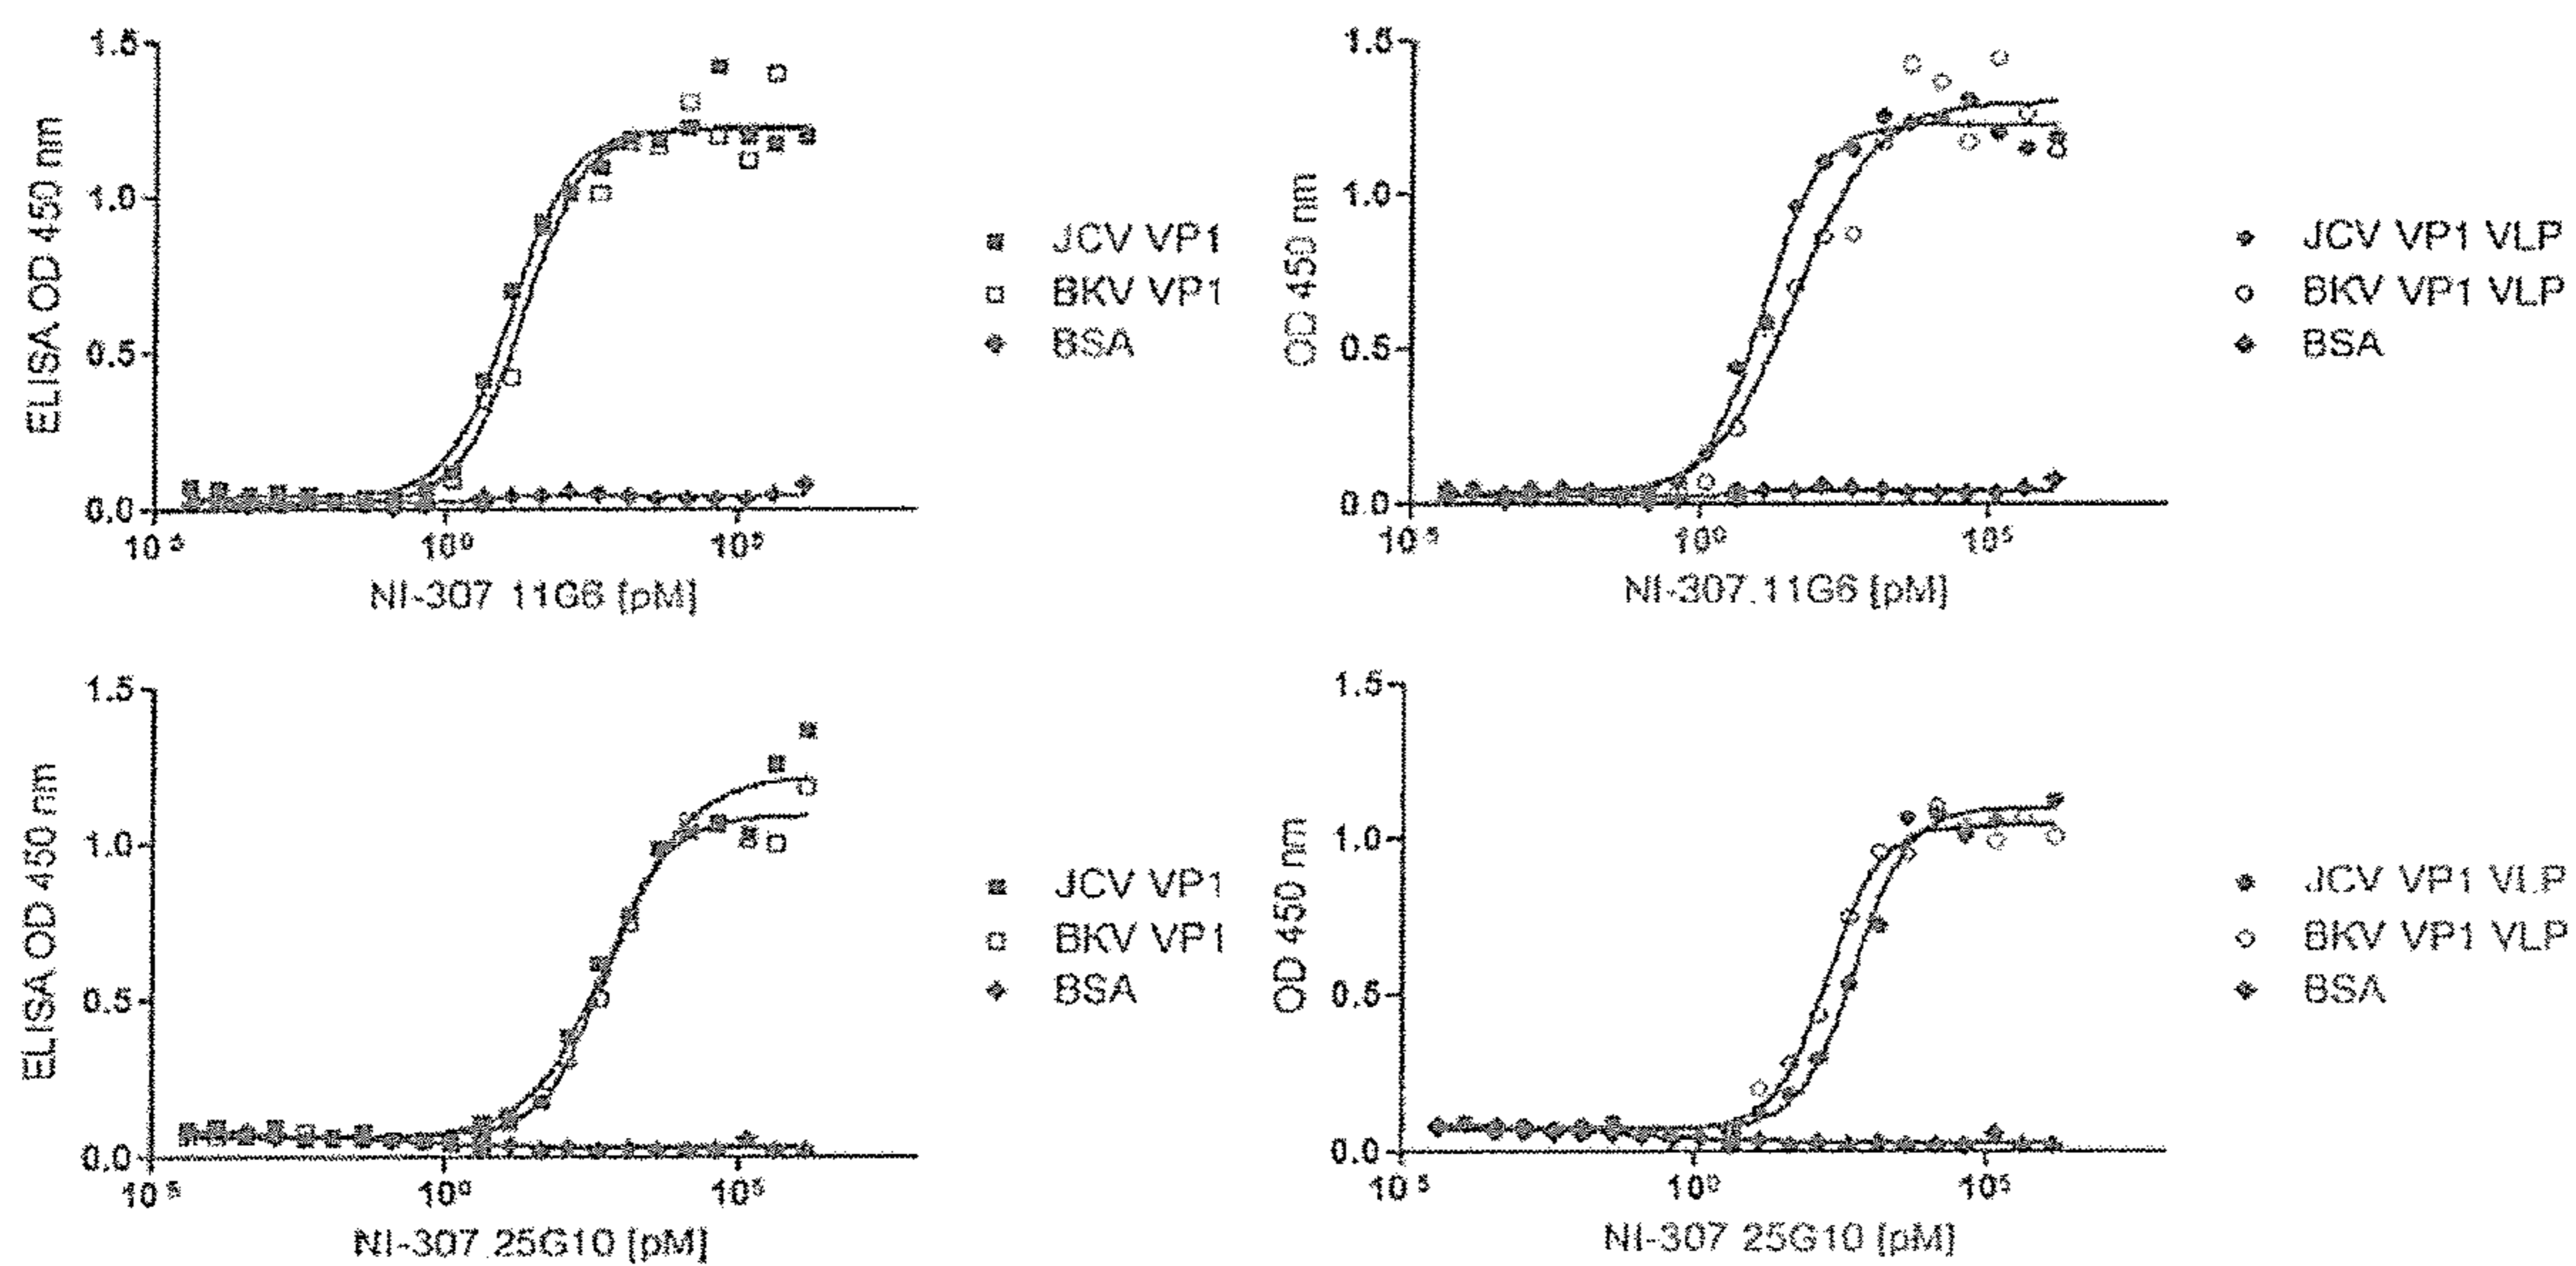 1.5
1.0
0.5
0.0
ELISA OD 450 nm
10⁻⁵ 10⁰ 10⁵
NI-307 11G6 [pM]
JCV VP1
BKV VP1
BSA
1.5
1.0
0.5
0.0
OD 450 nm
10⁻⁵ 10⁰ 10⁵
NI-307.11G6 [pM]
JCV VP1 VLP
BKV VP1 VLP
BSA
1.5
1.0
0.5
0.0
ELISA OD 450 nm
10⁻⁵ 10⁰ 10⁵
NI-307.25G10 [pM]
JCV VP1
BKV VP1
BSA
1.5
1.0
0.5
0.0
OD 450 nm
10⁻⁵ 10⁰ 10⁵
NI-307 25G10 [pM]
JCV VP1 VLP
BKV VP1 VLP
BSA